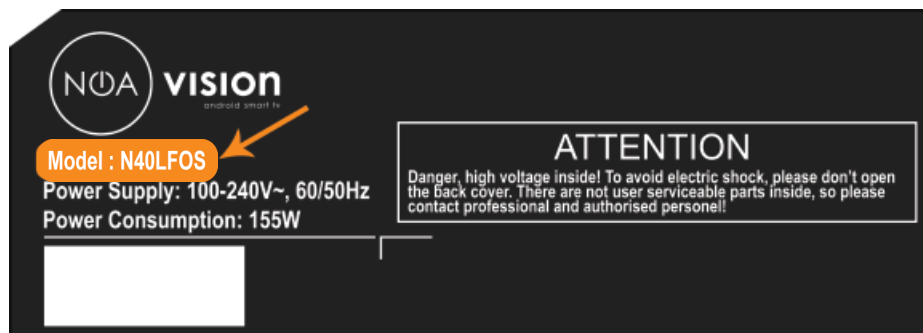 NOA VISION
android smart tv
Model : N40LFOS
Power Supply: 100-240V~, 60/50Hz
Power Consumption: 155W
ATTENTION
Danger, high voltage inside! To avoid electric shock, please don't open
the back cover. There are not user serviceable parts inside, so please
contact professional and authorised personel!